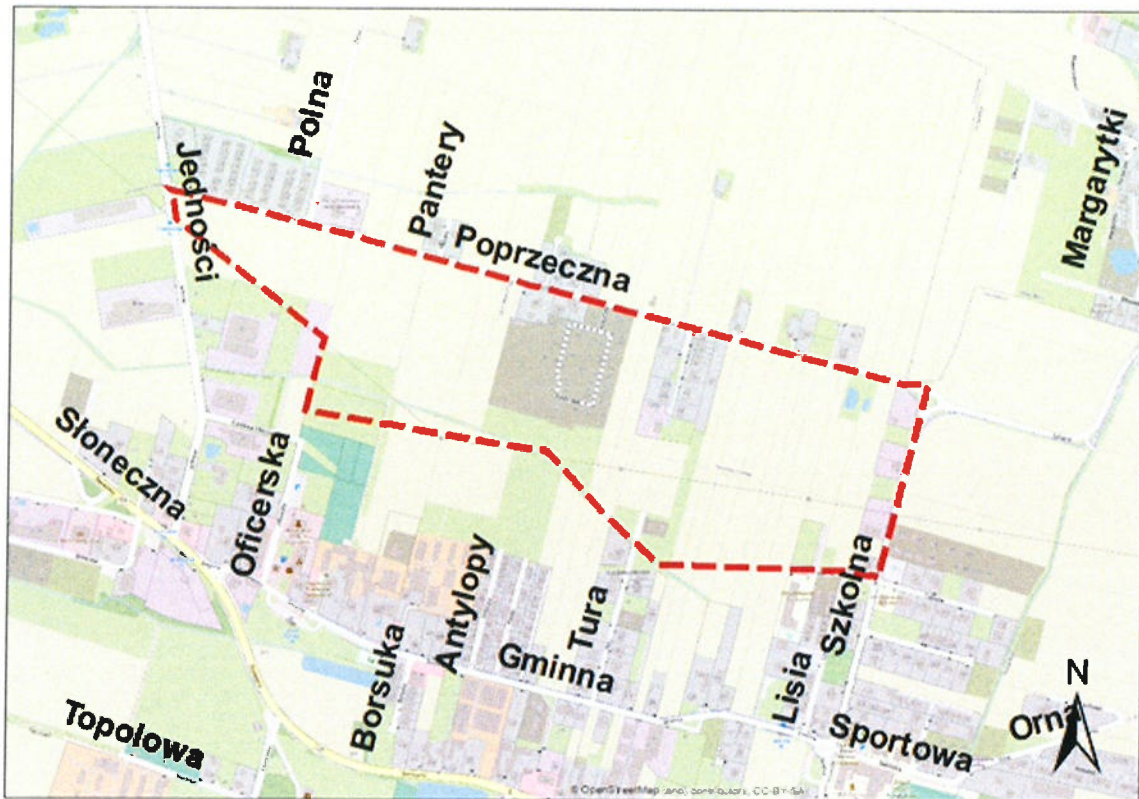 Polna
Jedności
Pantery
Poprzeczna
Margarytki
Słoneczna
Oficerska
Antylopy
Borsuka
Gminna
Tura
Lisia
Szkolna
Sportowa
Orna
N
Topolowa
© OpenStreetMap (and) contributors, CC-BY-SA